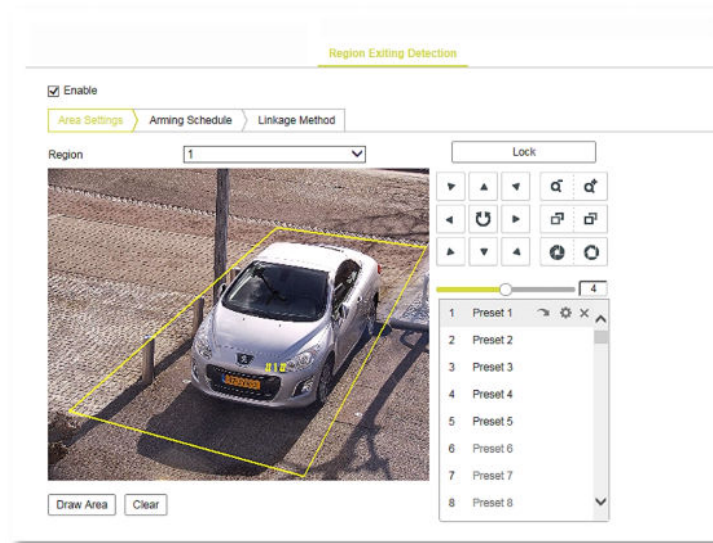 Region Exiting Detection
Enable
Area Settings Arming Schedule Linkage Method
Region 1 Lock
#1#
4
1 Preset 1
2 Preset 2
3 Preset 3
4 Preset 4
5 Preset 5
6 Preset 6
7 Preset 7
8 Preset 8
Draw Area Clear